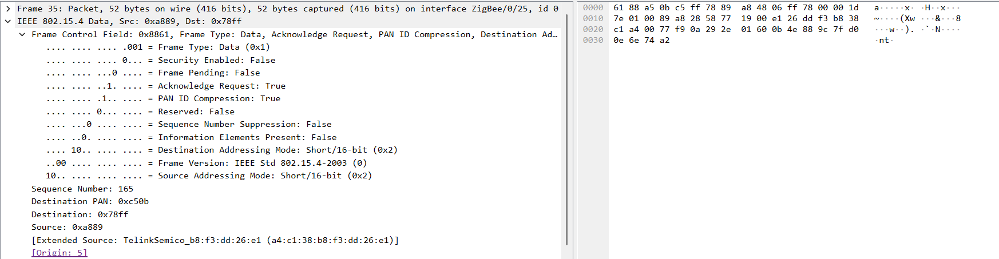 Frame 35: Packet, 52 bytes on wire (416 bits), 52 bytes captured (416 bits) on interface ZigBee/0/25, id 0
IEEE 802.15.4 Data, Src: 0xa889, Dst: 0x78ff
Frame Control Field: 0x8861, Frame Type: Data, Acknowledge Request, PAN ID Compression, Destination Ad…
.... .... .... .001 = Frame Type: Data (0x1)
.... .... .... 0... = Security Enabled: False
.... .... ...0 .... = Frame Pending: False
.... .... ..1. .... = Acknowledge Request: True
.... .... .1.. .... = PAN ID Compression: True
.... .... 0... .... = Reserved: False
.... ...0 .... .... = Sequence Number Suppression: False
.... ..0. .... .... = Information Elements Present: False
.... 10.. .... .... = Destination Addressing Mode: Short/16-bit (0x2)
..00 .... .... .... = Frame Version: IEEE Std 802.15.4-2003 (0)
10.. .... .... .... = Source Addressing Mode: Short/16-bit (0x2)
Sequence Number: 165
Destination PAN: 0xc50b
Destination: 0x78ff
Source: 0xa889
[Extended Source: TelinkSemico_b8:f3:dd:26:e1 (a4:c1:38:b8:f3:dd:26:e1)]
[Origin: 5]
0000 61 88 a5 0b c5 ff 78 89 a8 48 06 ff 78 00 00 1d a·····x· ·H··x···
0010 7e 01 00 89 a8 28 58 77 19 00 e1 26 dd f3 b8 38 ~····(Xw ···&···8
0020 c1 a4 00 77 f9 0a 29 2e 01 60 0b 4e 88 9c 7f d0 ···w··). ·`·N····
0030 0e 6e 74 a2 ·nt·